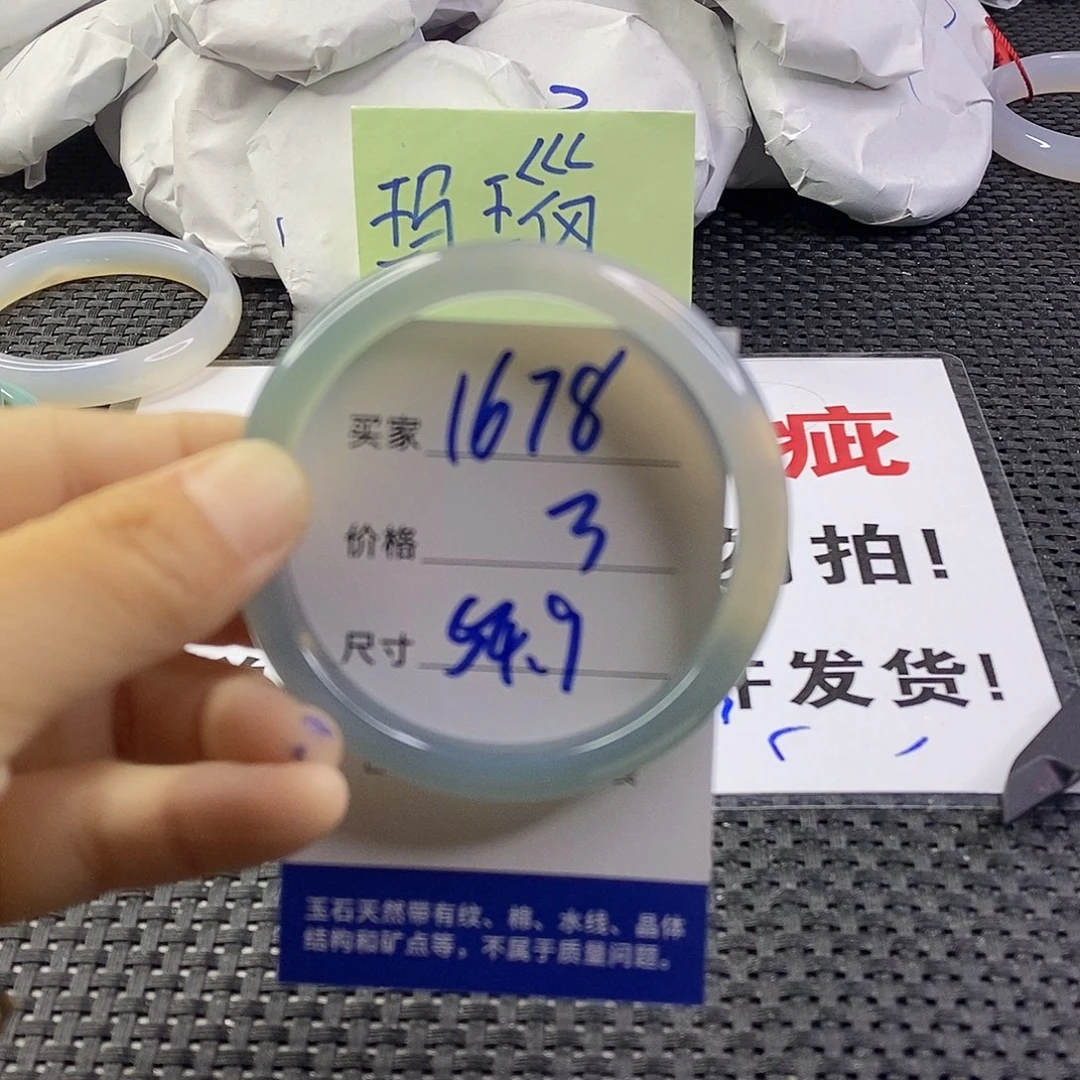 玛瑙
买家 1678
价格 3
尺寸 54.9
疵
拍!
发货!
玉石天然带有纹、棉、水线、晶体
结构和矿点等，不属于质量问题。